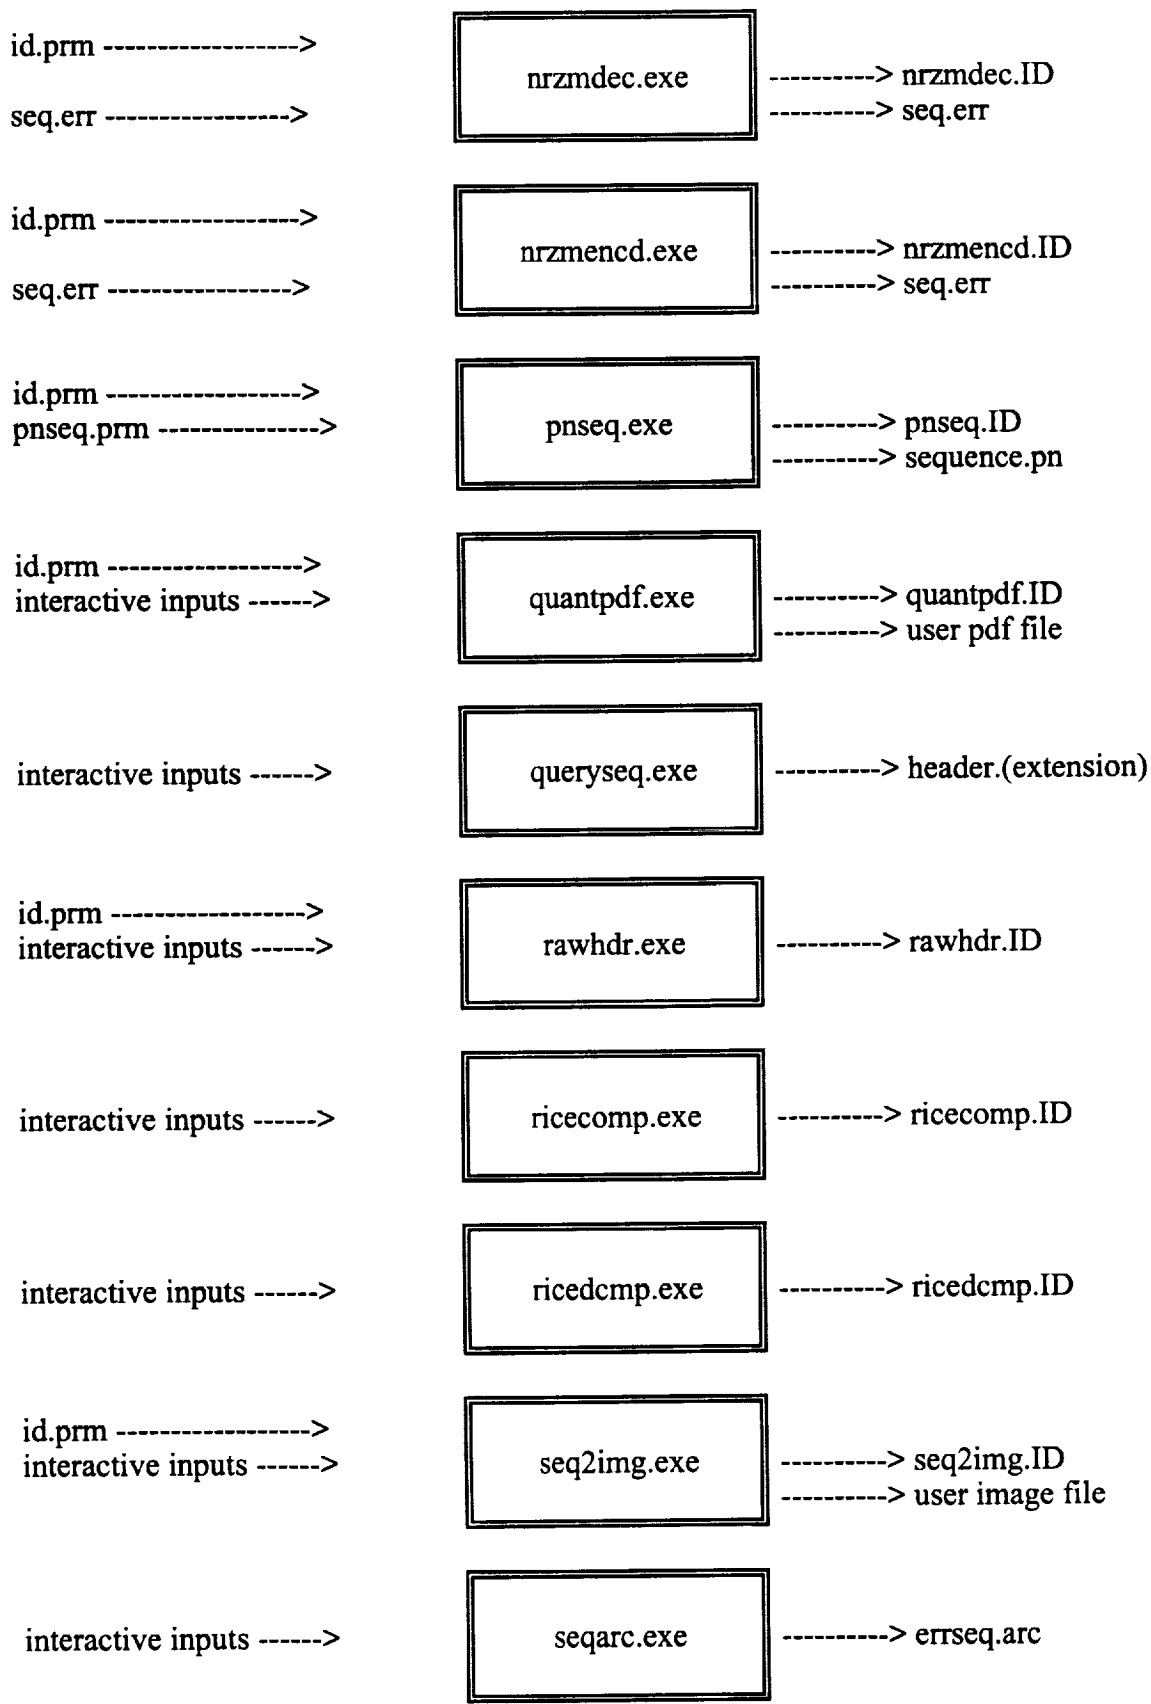 id.prm ------------------>
nrzmdec.exe
----------> nrzmdec.ID
seq.err ----------------->
----------> seq.err
id.prm ------------------>
nrzmencd.exe
----------> nrzmencd.ID
seq.err ----------------->
----------> seq.err
id.prm ------------------>
pnseq.prm --------------->
pnseq.exe
----------> pnseq.ID
----------> sequence.pn
id.prm ------------------>
interactive inputs ------>
quantpdf.exe
----------> quantpdf.ID
----------> user pdf file
interactive inputs ------>
queryseq.exe
----------> header.(extension)
id.prm ------------------>
interactive inputs ------>
rawhdr.exe
----------> rawhdr.ID
interactive inputs ------>
ricecomp.exe
----------> ricecomp.ID
interactive inputs ------>
ricedcmp.exe
----------> ricedcmp.ID
id.prm ------------------>
interactive inputs ------>
seq2img.exe
----------> seq2img.ID
----------> user image file
interactive inputs ------>
seqarc.exe
----------> errseq.arc